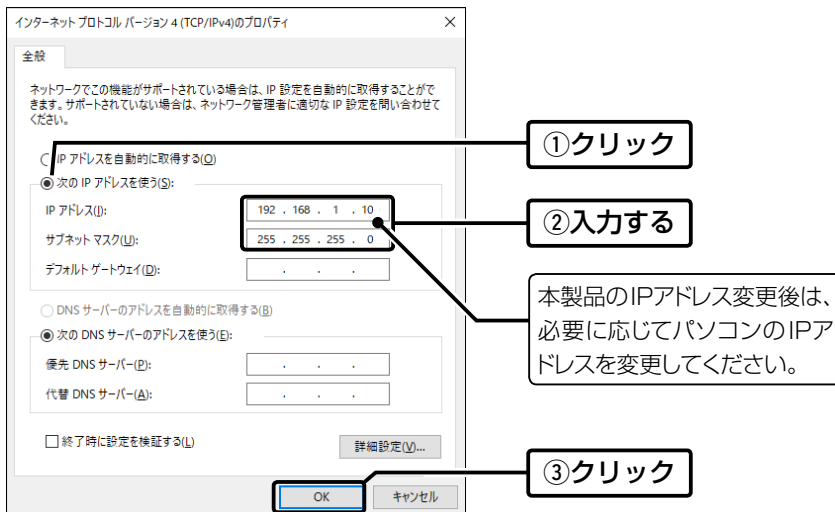 インターネット プロトコル バージョン 4 (TCP/IPv4)のプロパティ
全般
ネットワークでこの機能がサポートされている場合は、IP 設定を自動的に取得することがで
きます。サポートされていない場合は、ネットワーク管理者に適切な IP 設定を問い合わせて
ください。
IP アドレスを自動的に取得する(O)
次の IP アドレスを使う(S):
IP アドレス(I): 192 . 168 . 1 . 10
サブネット マスク(U): 255 . 255 . 255 . 0
デフォルト ゲートウェイ(D): . . .
DNS サーバーのアドレスを自動的に取得する(B)
次の DNS サーバーのアドレスを使う(E):
優先 DNS サーバー(P): . . .
代替 DNS サーバー(A): . . .
終了時に設定を検証する(L)
詳細設定(V)...
OK キャンセル
①クリック
②入力する
本製品のIPアドレス変更後は、
必要に応じてパソコンのIPア
ドレスを変更してください。
③クリック